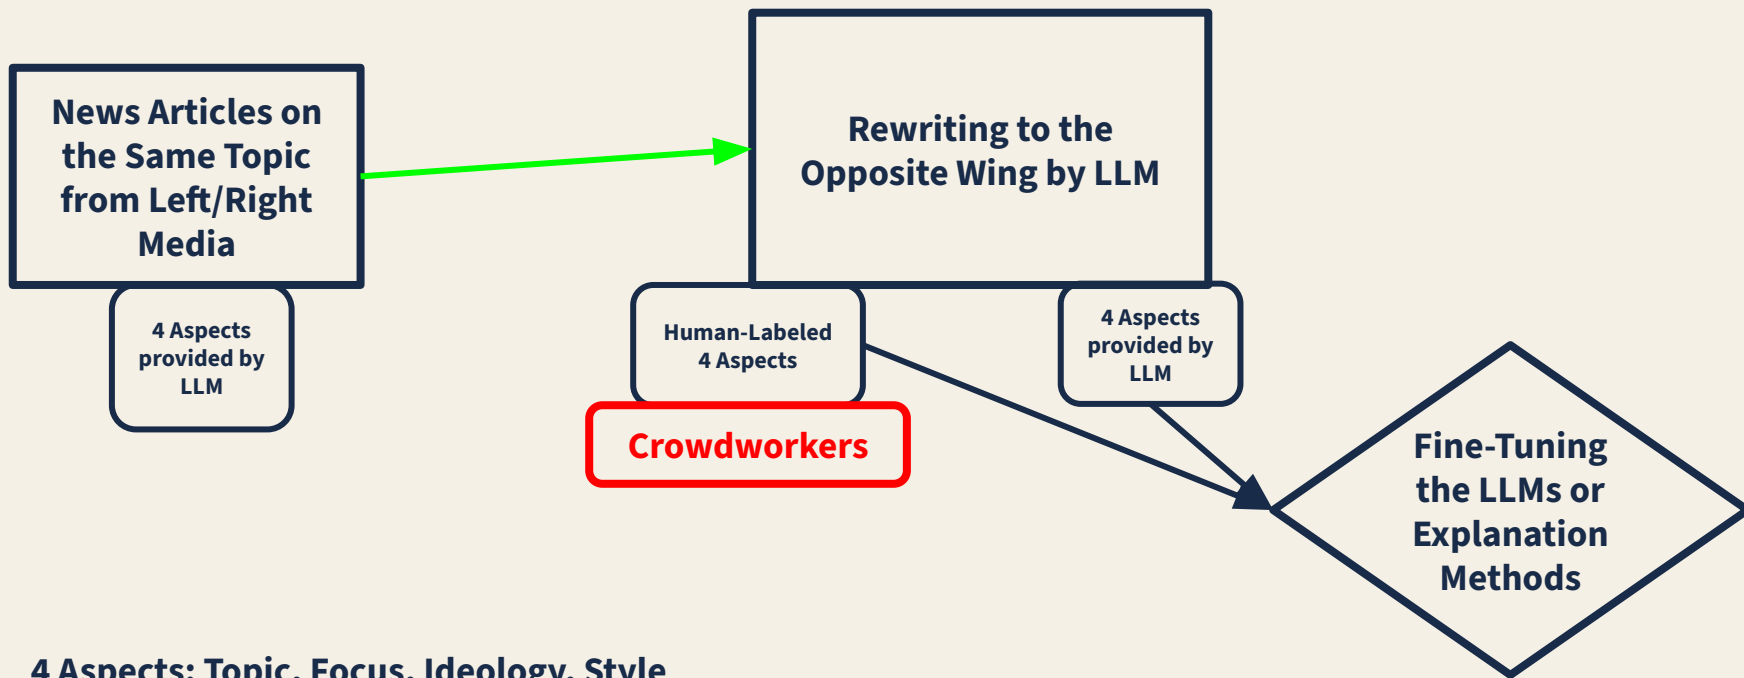 News Articles on
the Same Topic
from Left/Right
Media
Rewriting to the
Opposite Wing by LLM
4 Aspects
provided by
LLM
Human-Labeled
4 Aspects
4 Aspects
provided by
LLM
Crowdworkers
Fine-Tuning
the LLMs or
Explanation
Methods
4 Aspects: Topic, Focus, Ideology, Style